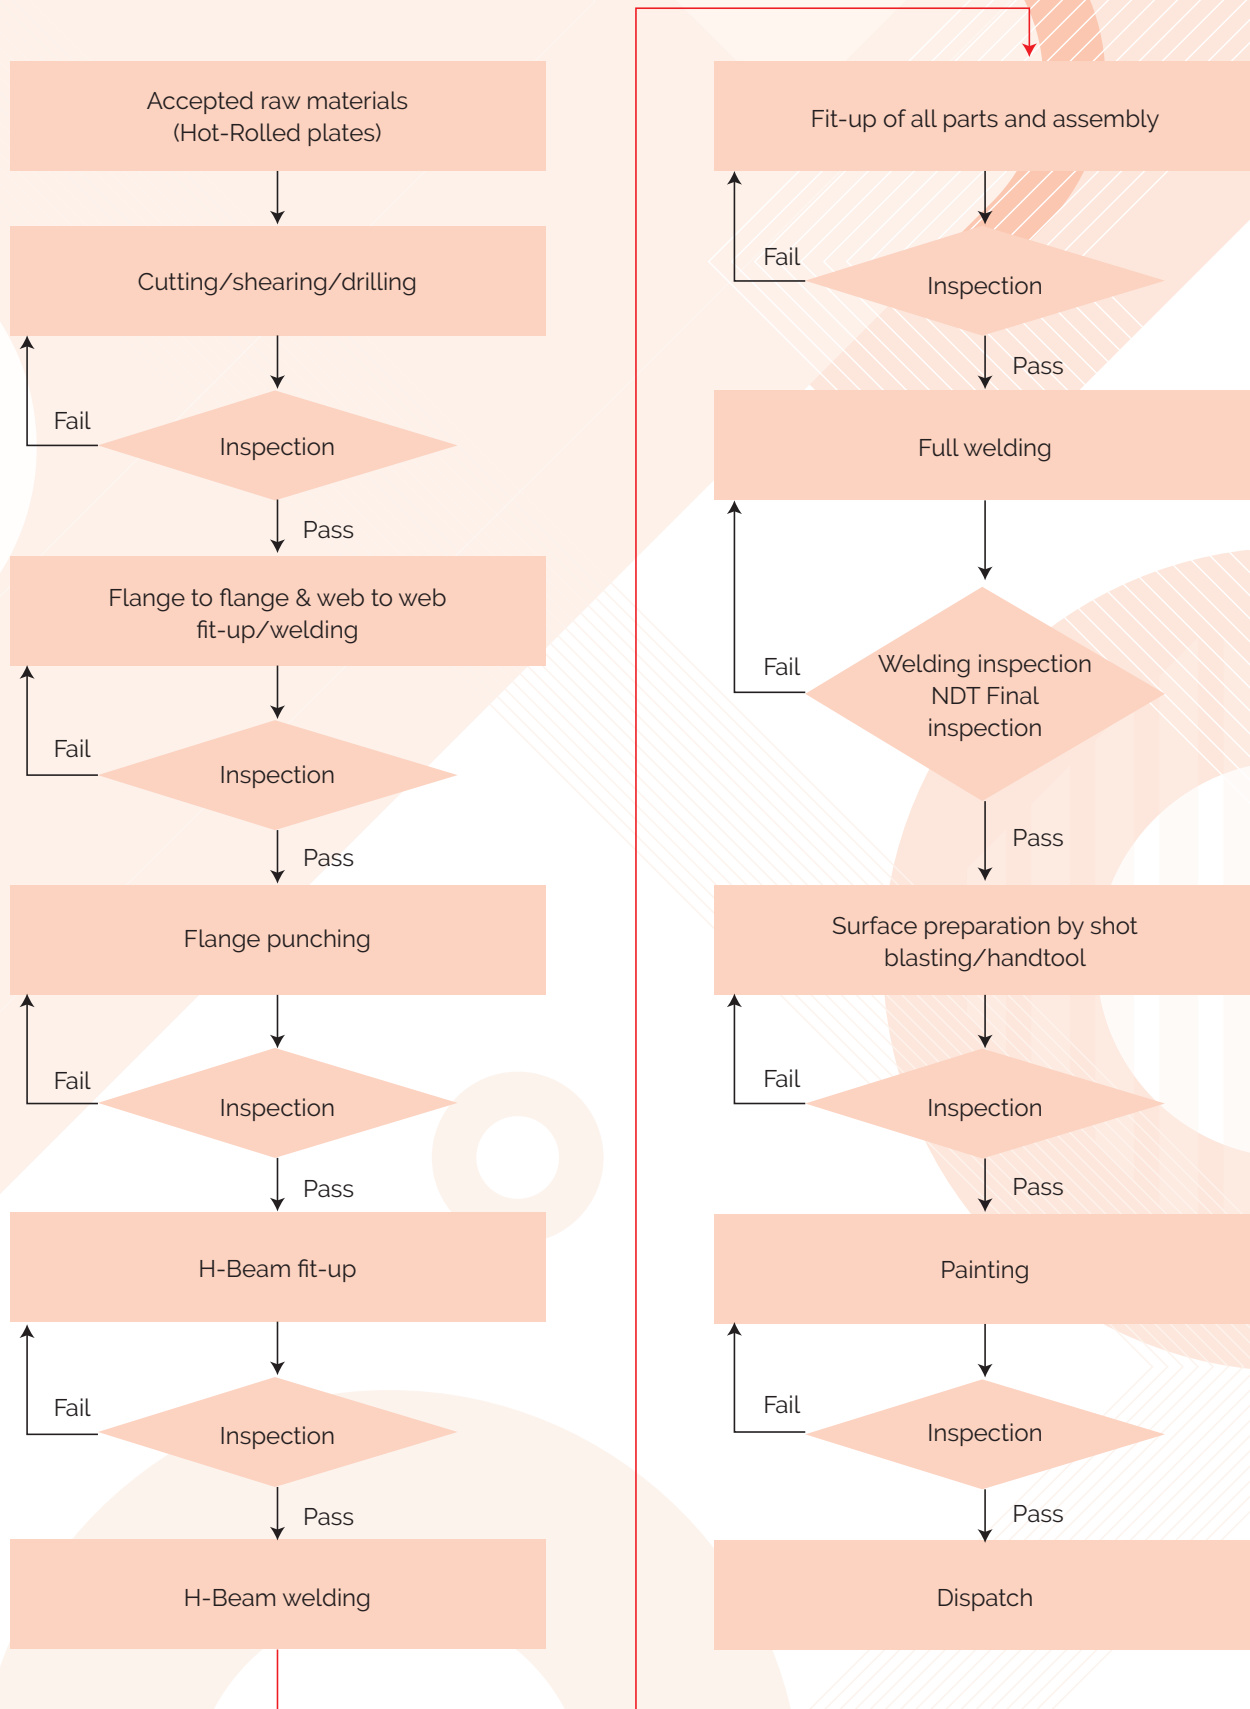 Accepted raw materials
(Hot-Rolled plates)
Cutting/shearing/drilling
Fail
Inspection
Pass
Flange to flange & web to web
fit-up/welding
Fail
Inspection
Pass
Flange punching
Fail
Inspection
Pass
H-Beam fit-up
Fail
Inspection
Pass
H-Beam welding
Fit-up of all parts and assembly
Fail
Inspection
Pass
Full welding
Fail
Welding inspection
NDT Final
inspection
Pass
Surface preparation by shot
blasting/handtool
Fail
Inspection
Pass
Painting
Fail
Inspection
Pass
Dispatch